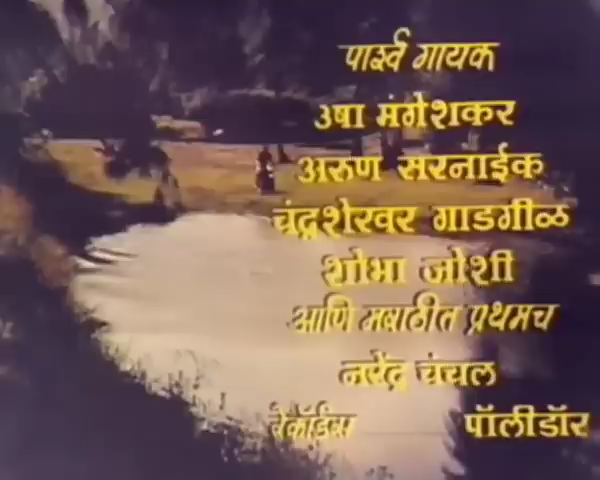 पार्श्व गायक
उषा मंगेशकर
अरुण सरनाईक
चंद्रशेखर गाडगीळ
शोभा जोशी
आणि मराठीत प्रथमच
नरेंद्र चंचल
रेकॉर्डस पॉलीडॉर